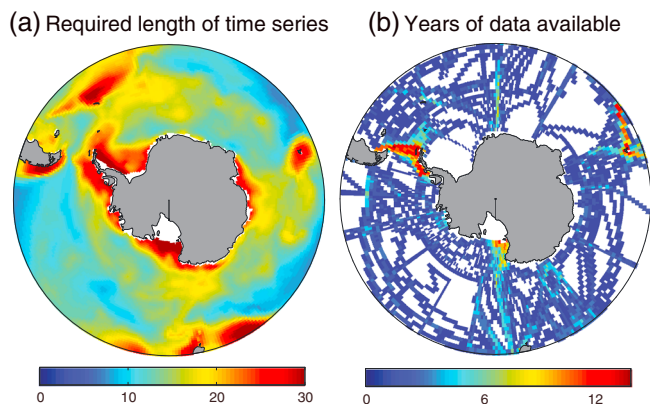 (a) Required length of time series
(b) Years of data available
0 10 20 30
0 6 12